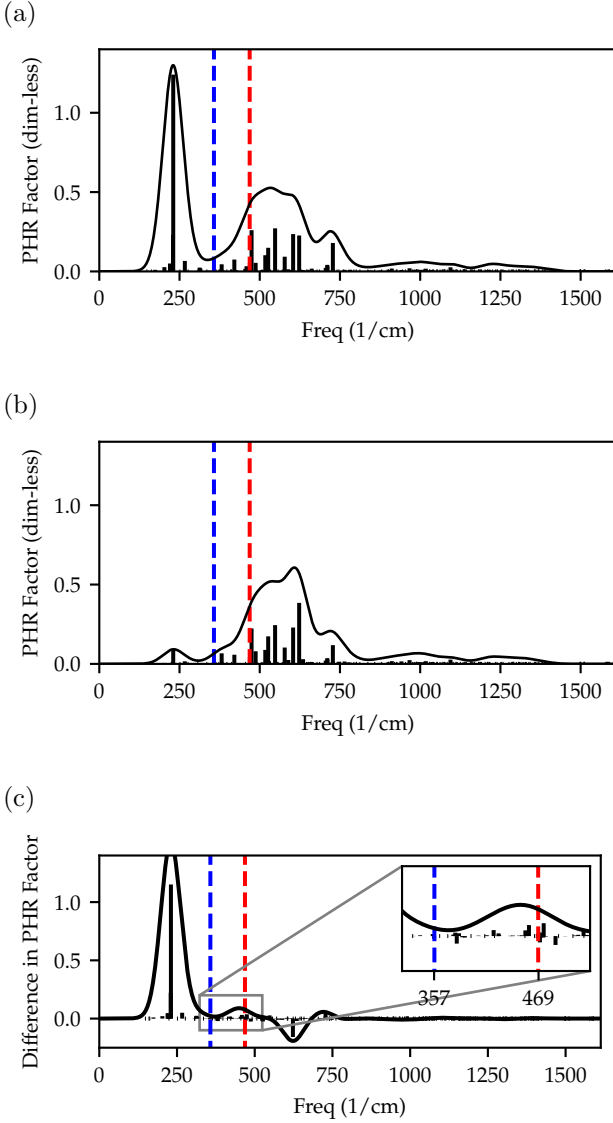 (a)
PHR Factor (dim-less)
1.0
0.5
0.0
0 250 500 750 1000 1250 1500
Freq (1/cm)
(b)
PHR Factor (dim-less)
1.0
0.5
0.0
0 250 500 750 1000 1250 1500
Freq (1/cm)
(c)
Difference in PHR Factor
1.0
0.5
0.0
357 469
0 250 500 750 1000 1250 1500
Freq (1/cm)